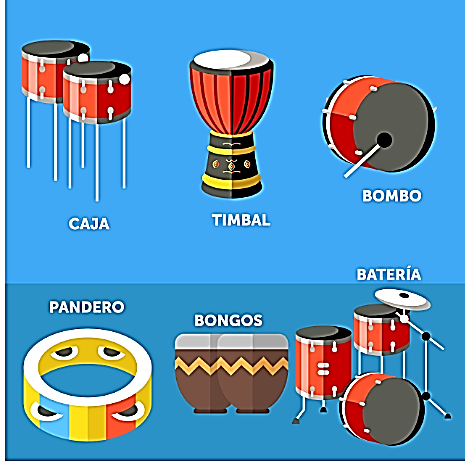 CAJA
TIMBAL
BOMBO
PANDERO
BONGOS
BATERÍA